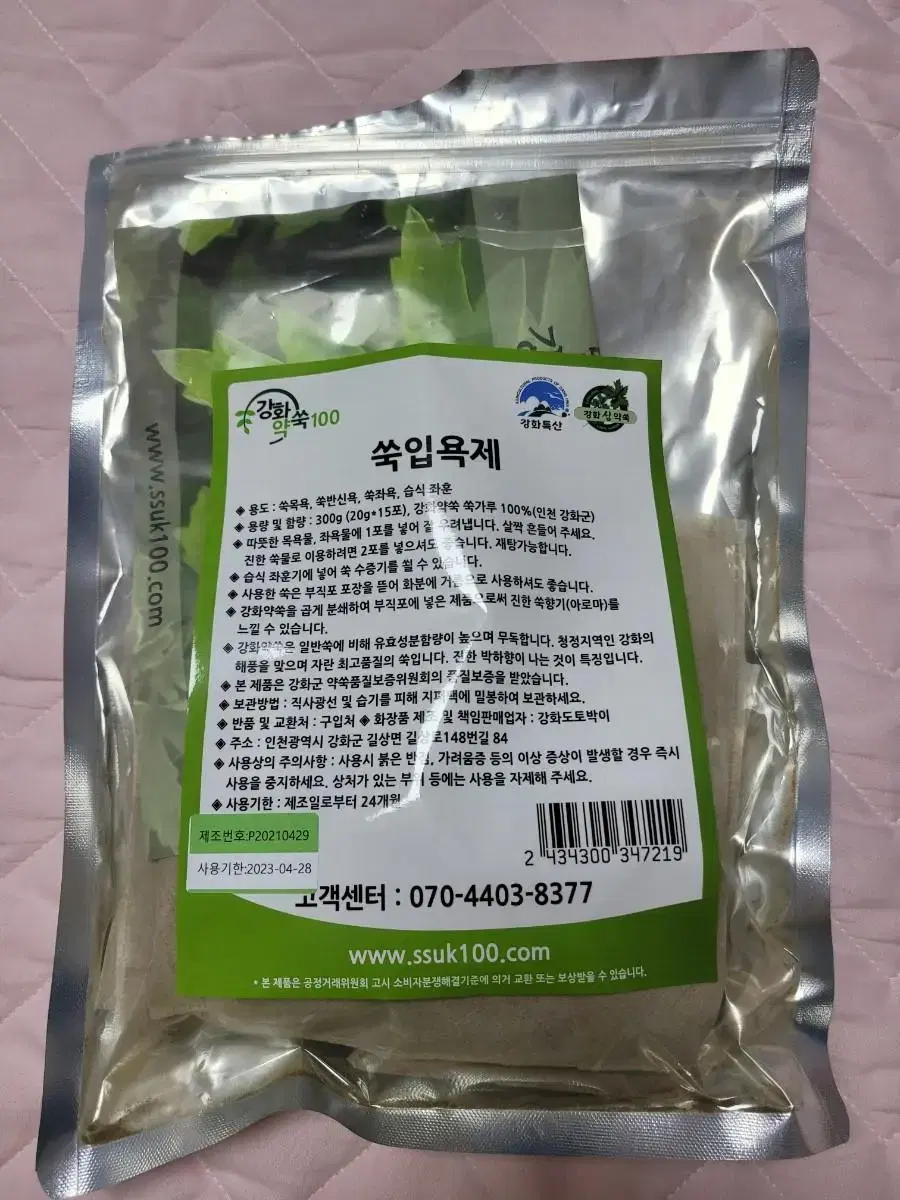 www.ssuk100.com
강화
약쑥100
AGRICULTURAL PRODUCTS OF
강화특산
강화섬약쑥
쑥입욕제
◈ 용도 : 쑥목욕, 쑥반신욕, 쑥좌욕, 습식 좌훈
◈ 용량 및 함량 : 300g (20g*15포), 강화약쑥 쑥가루 100%(인천 강화군)
◈ 따뜻한 목욕물, 좌욕물에 1포를 넣어 잘 우려냅니다. 살짝 흔들어 주세요.
진한 쑥물로 이용하려면 2포를 넣으셔도 좋습니다. 재탕가능합니다.
◈ 습식 좌훈기에 넣어 쑥 수증기를 쐴 수 있습니다.
◈ 사용한 쑥은 부직포 포장을 뜯어 화분에 거름으로 사용하셔도 좋습니다.
◈ 강화약쑥을 곱게 분쇄하여 부직포에 넣은 제품으로써 진한 쑥향기(아로마)를
느낄 수 있습니다.
◈ 강화약쑥은 일반쑥에 비해 유효성분함량이 높으며 무독합니다. 청정지역인 강화의
해풍을 맞으며 자란 최고품질의 쑥입니다. 진한 박하향이 나는 것이 특징입니다.
◈ 본 제품은 강화군 약쑥품질보증위원회의 품질보증을 받았습니다.
◈ 보관방법 : 직사광선 및 습기를 피해 지퍼팩에 밀봉하여 보관하세요.
◈ 반품 및 교환처 : 구입처 ◈ 화장품 제조 및 책임판매업자 : 강화도토박이
◈ 주소 : 인천광역시 강화군 길상면 길상로148번길 84
◈ 사용상의 주의사항 : 사용시 붉은 반점, 가려움증 등의 이상 증상이 발생할 경우 즉시
사용을 중지하세요. 상처가 있는 부위 등에는 사용을 자제해 주세요.
◈ 사용기한 : 제조일로부터 24개월
제조번호:P20210429
사용기한:2023-04-28
2 434300 347219
고객센터 : 070-4403-8377
www.ssuk100.com
* 본 제품은 공정거래위원회 고시 소비자분쟁해결기준에 의거 교환 또는 보상받을 수 있습니다.